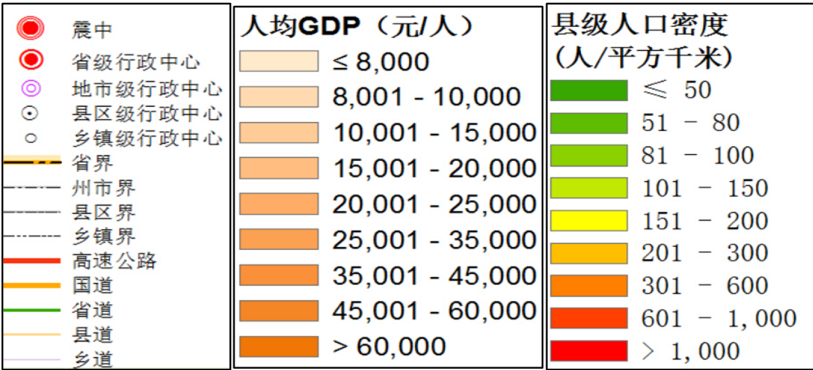 震中
省级行政中心
地市级行政中心
县区级行政中心
乡镇级行政中心
省界
州市界
县区界
乡镇界
高速公路
国道
省道
县道
乡道
人均GDP（元/人）
≤ 8,000
8,001 - 10,000
10,001 - 15,000
15,001 - 20,000
20,001 - 25,000
25,001 - 35,000
35,001 - 45,000
45,001 - 60,000
> 60,000
县级人口密度
(人/平方千米)
≤ 50
51 - 80
81 - 100
101 - 150
151 - 200
201 - 300
301 - 600
601 - 1,000
> 1,000